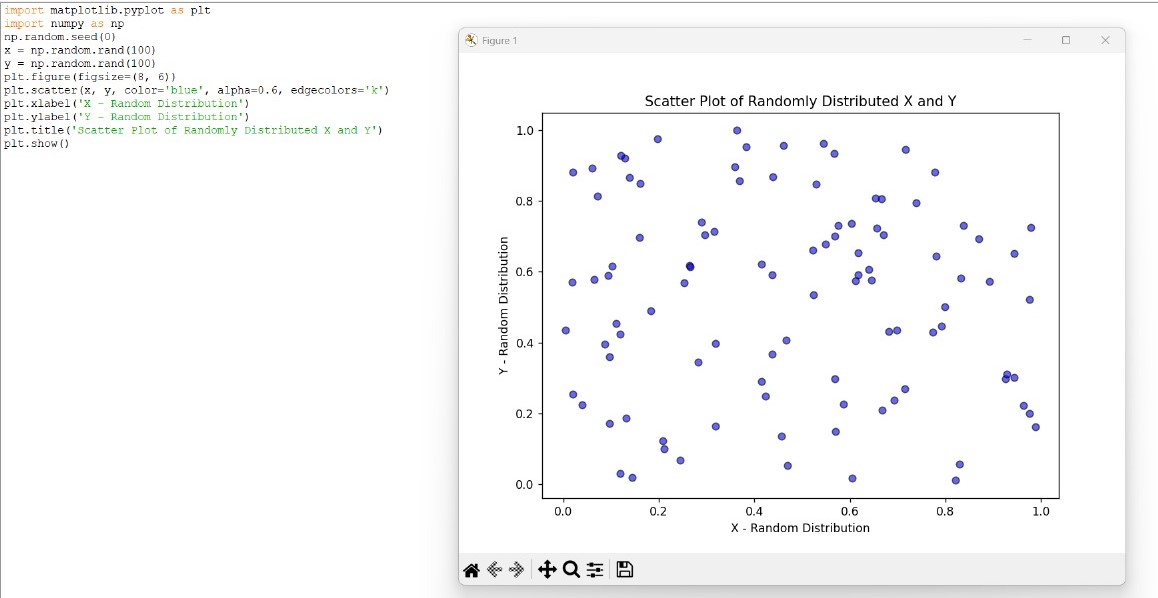 import matplotlib.pyplot as plt
import numpy as np
np.random.seed(0)
x = np.random.rand(100)
y = np.random.rand(100)
plt.figure(figsize=(8, 6))
plt.scatter(x, y, color='blue', alpha=0.6, edgecolors='k')
plt.xlabel('X - Random Distribution')
plt.ylabel('Y - Random Distribution')
plt.title('Scatter Plot of Randomly Distributed X and Y')
plt.show()
Figure 1
Scatter Plot of Randomly Distributed X and Y
Y - Random Distribution
1.0
0.8
0.6
0.4
0.2
0.0
0.0 0.2 0.4 0.6 0.8 1.0
X - Random Distribution